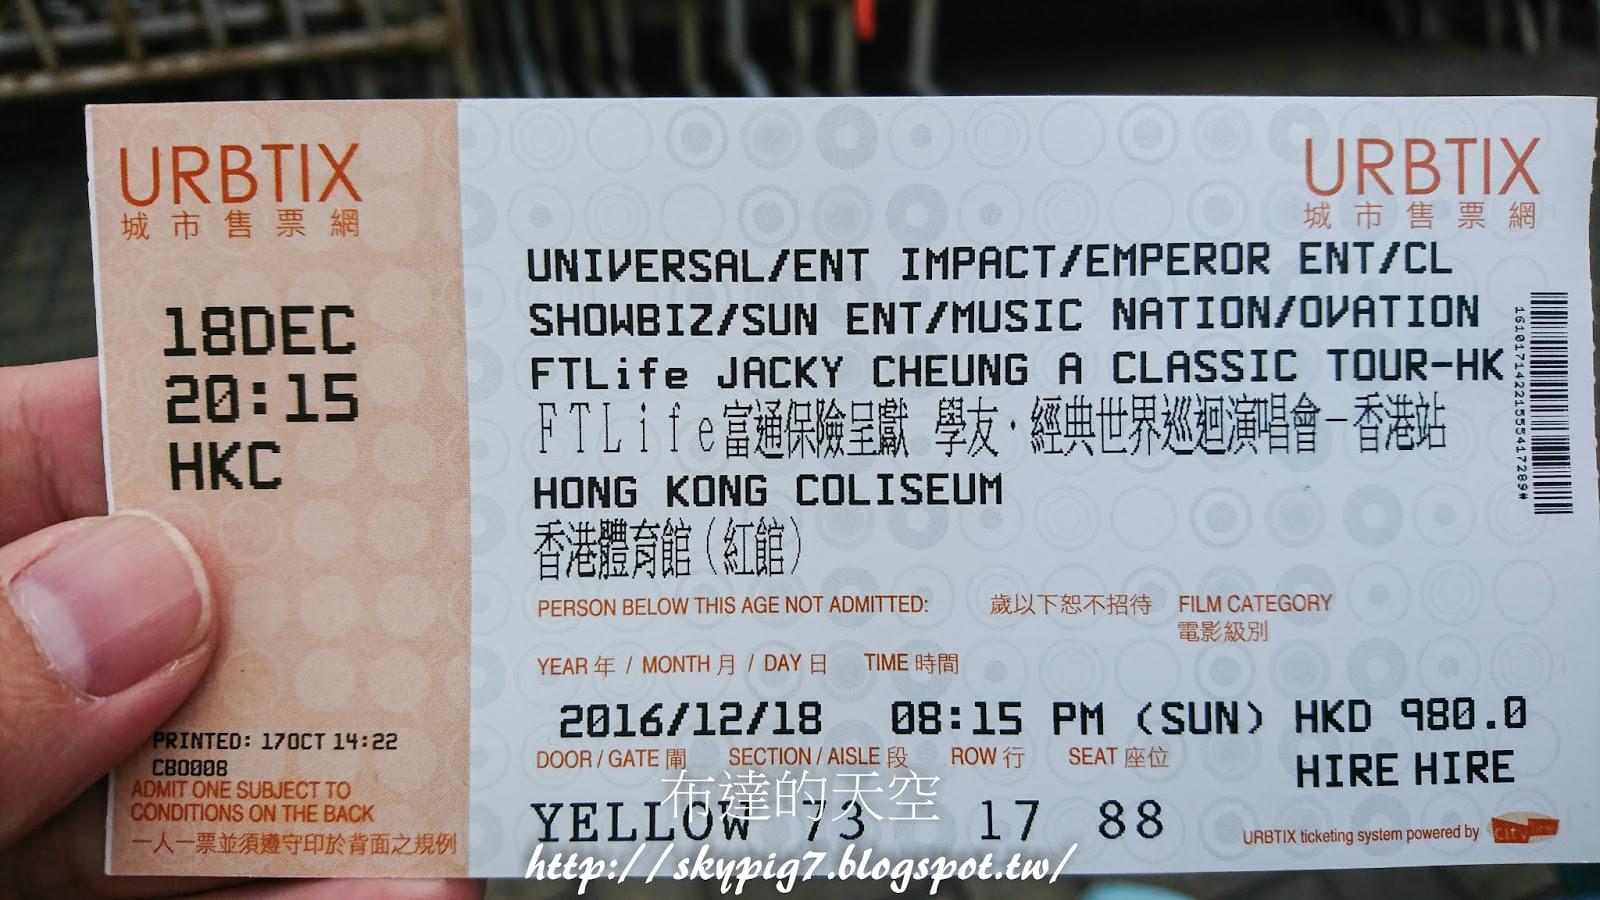 URBTIX
城市售票網
18DEC
20:15
HKC
PRINTED: 17OCT 14:22
CB0008
ADMIT ONE SUBJECT TO
CONDITIONS ON THE BACK
一人一票並須遵守印於背面之規例
URBTIX
城市售票網
UNIVERSAL/ENT IMPACT/EMPEROR ENT/CL
SHOWBIZ/SUN ENT/MUSIC NATION/OVATION
FTLife JACKY CHEUNG A CLASSIC TOUR-HK
FTLife富通保險呈獻 學友·經典世界巡迴演唱會-香港站
HONG KONG COLISEUM
香港體育館(紅館)
PERSON BELOW THIS AGE NOT ADMITTED: 歲以下恕不招待 FILM CATEGORY
電影級別
YEAR 年 / MONTH 月 / DAY 日 TIME 時間
2016/12/18 08:15 PM (SUN) HKD 980.0
DOOR / GATE 閘 SECTION / AISLE 段 ROW 行 SEAT 座位
HIRE HIRE
YELLOW 73 17 88
URBTIX ticketing system powered by
布達的天空
http://skypig7.blogspot.tw/